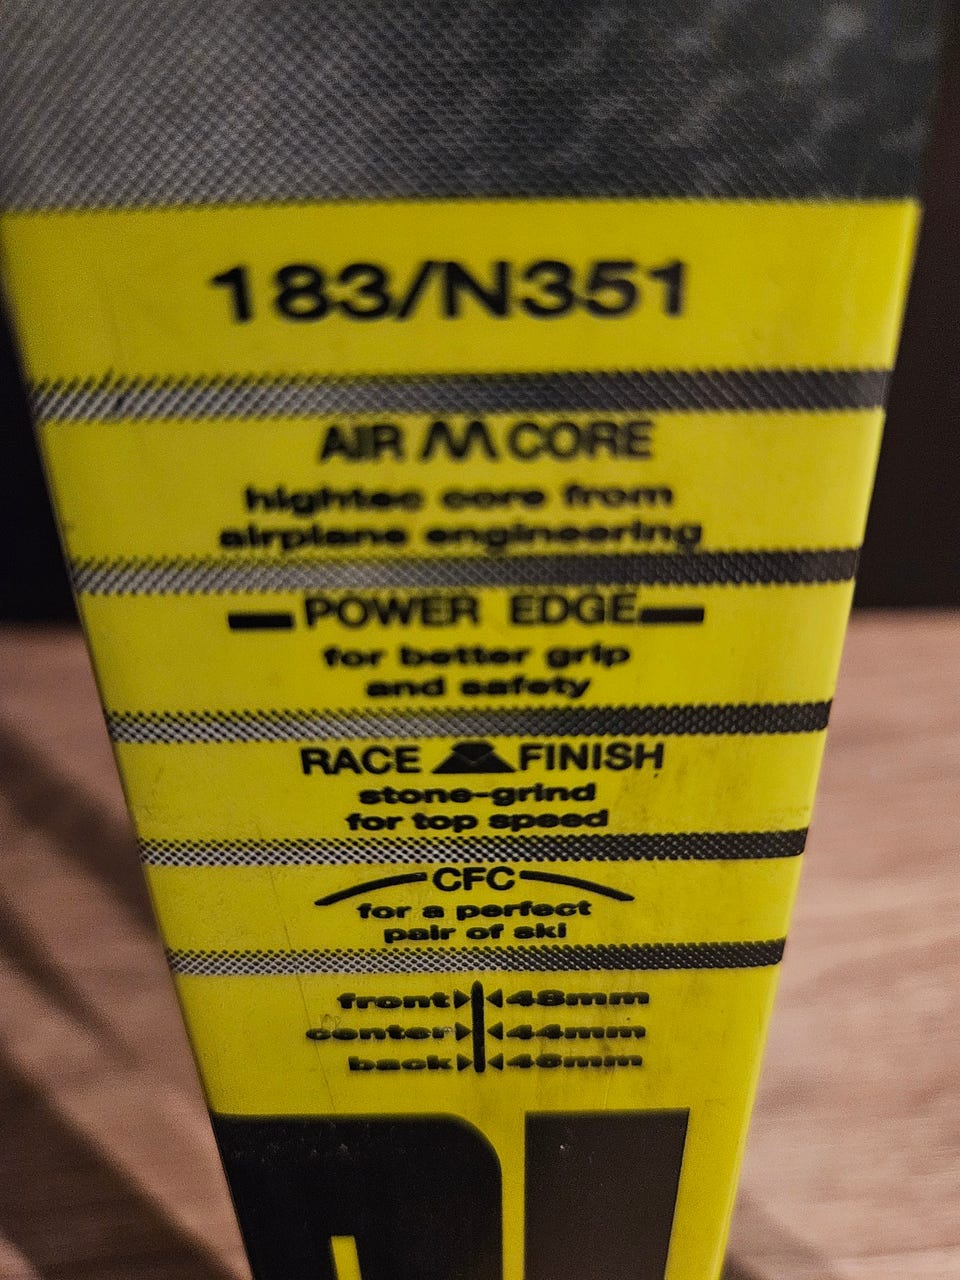 183/N351
AIR CORE
hightec core from
airplane engineering
POWER EDGE
for better grip
and safety
RACE FINISH
stone-grind
for top speed
CFC
for a perfect
pair of ski
front 48mm
center 44mm
back 46mm